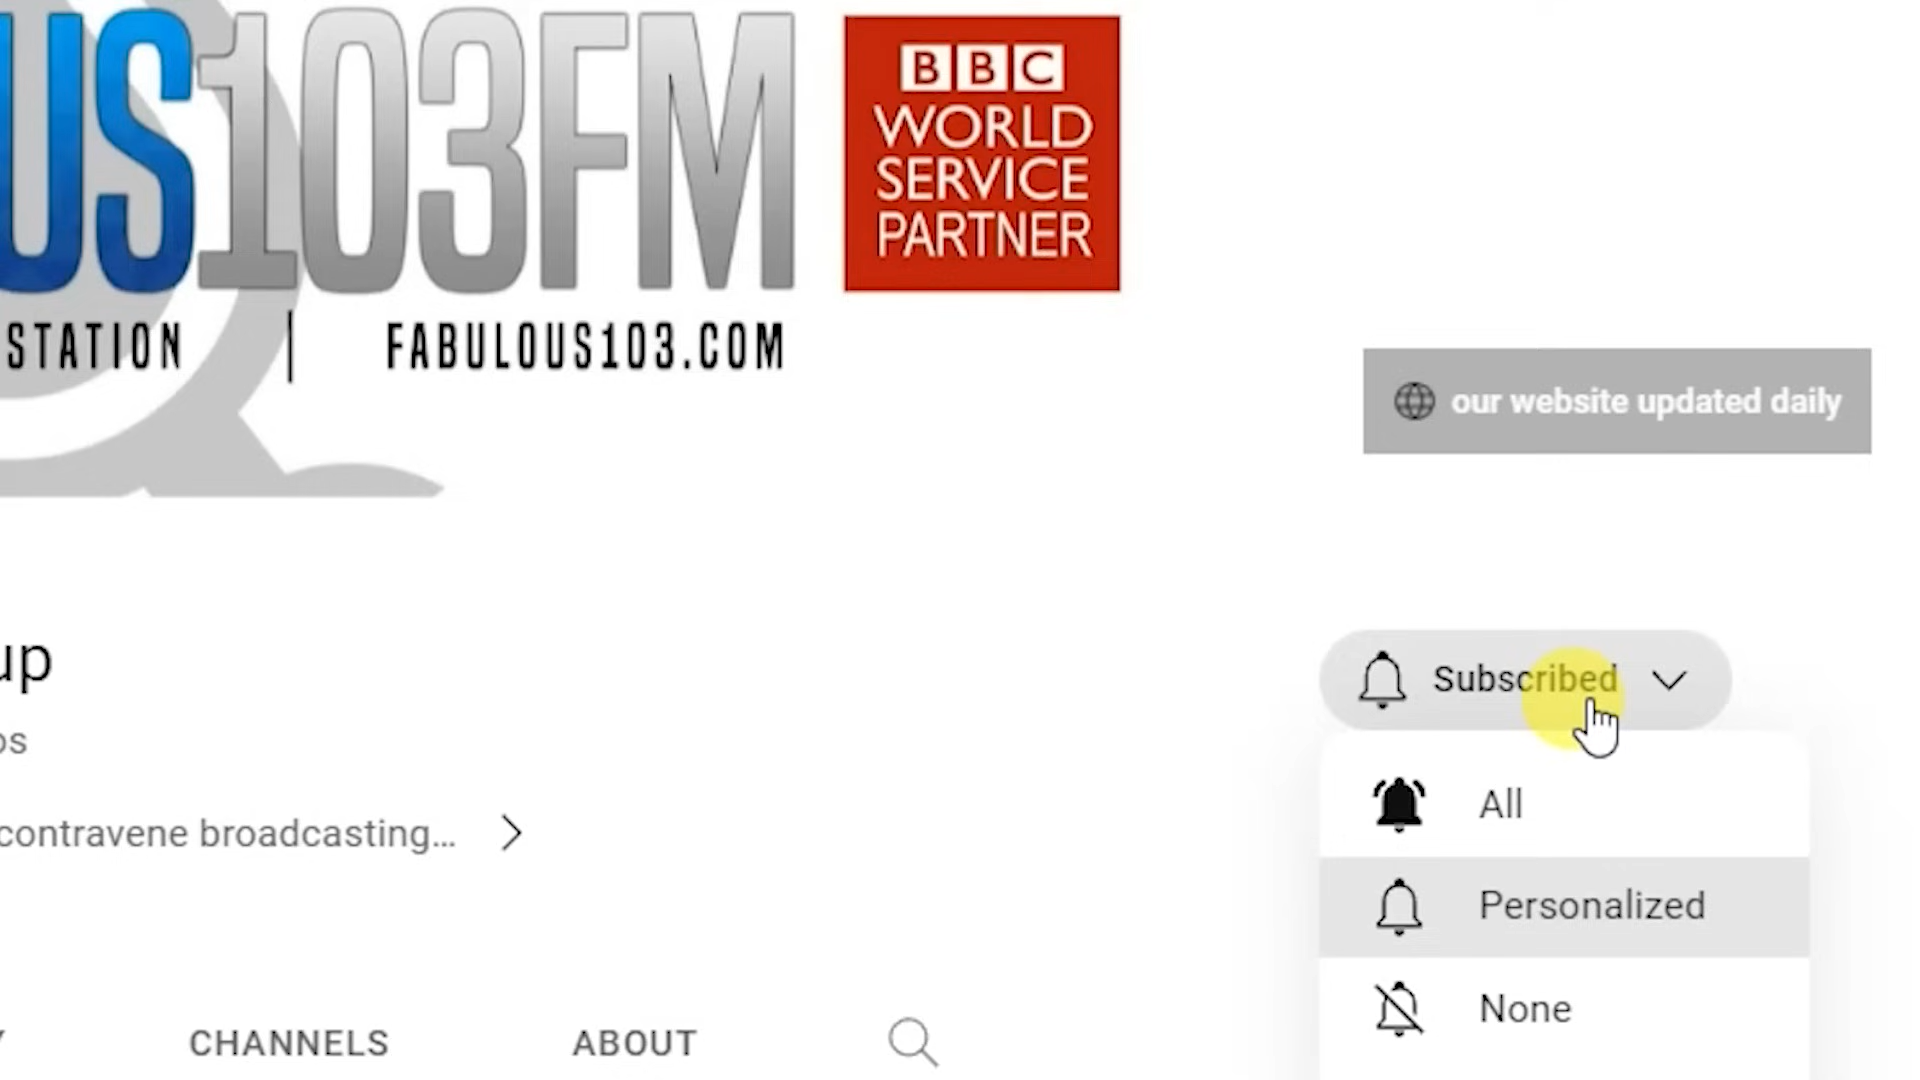 US103FM
BBC
WORLD
SERVICE
PARTNER
STATION | FABULOUS103.COM
our website updated daily
up
os
Subscribed
contravene broadcasting...
All
Personalized
None
CHANNELS
ABOUT